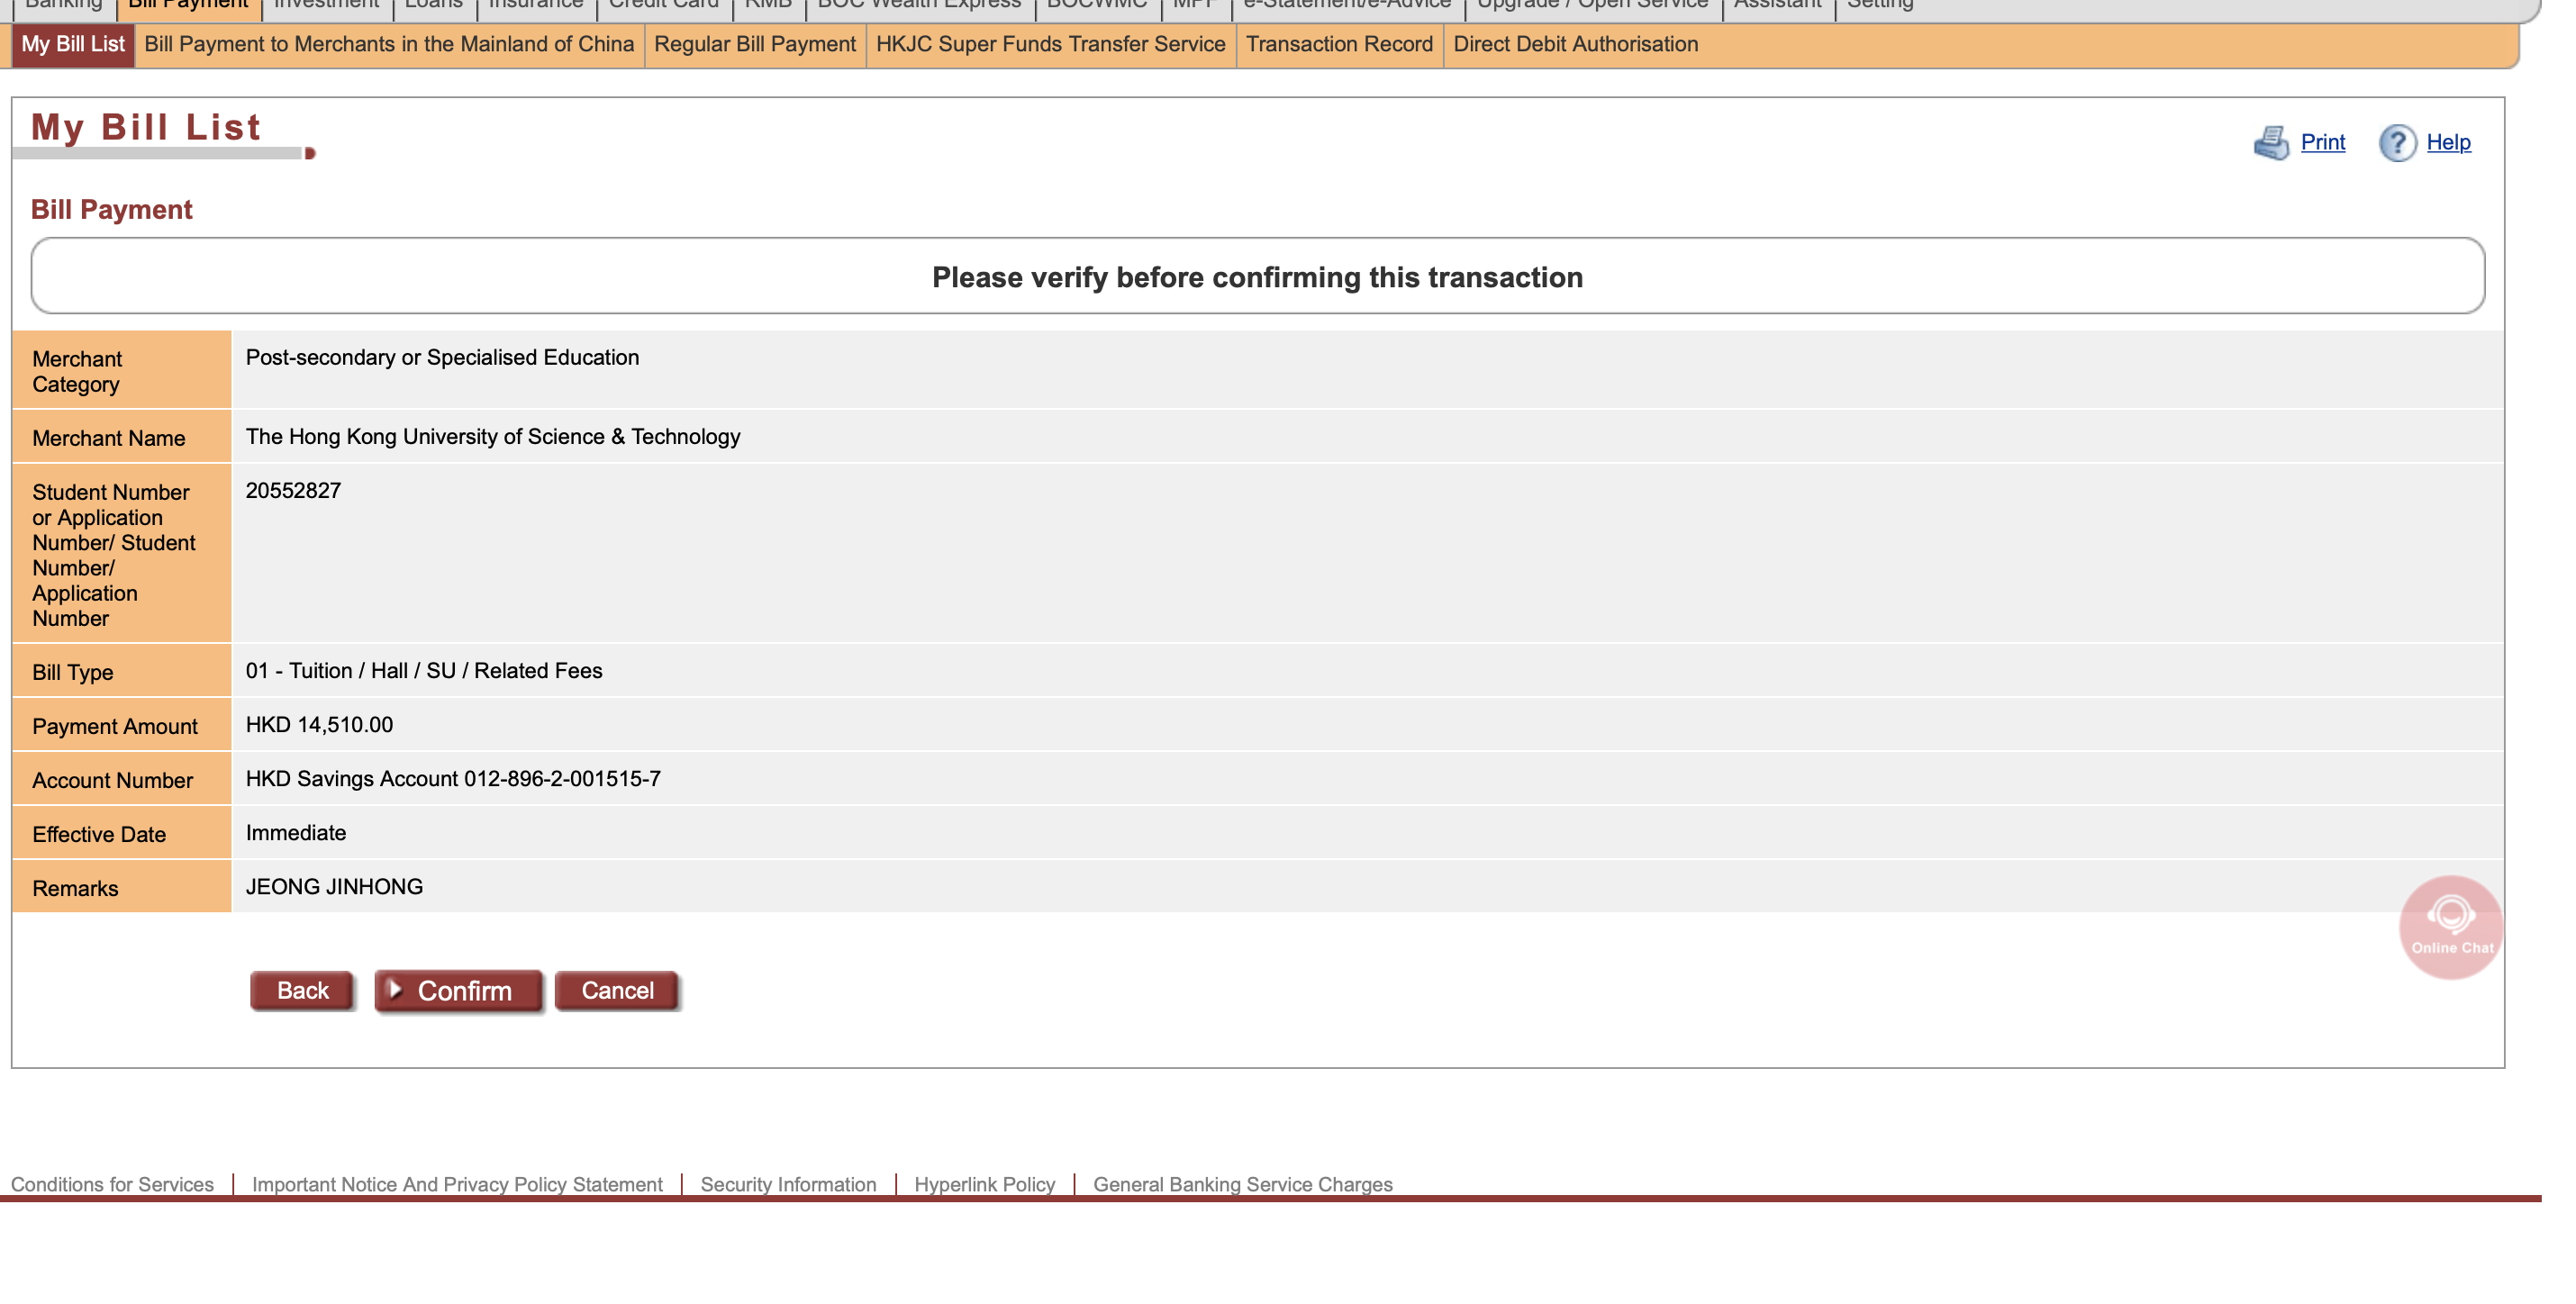 Banking Bill Payment Investment Loans Insurance Credit Card RMB BOC Wealth Express BOCWMC MPF e-Statement/e-Advice Upgrade / Open Service Assistant Setting
My Bill List Bill Payment to Merchants in the Mainland of China Regular Bill Payment HKJC Super Funds Transfer Service Transaction Record Direct Debit Authorisation
My Bill List
Print Help
Bill Payment
Please verify before confirming this transaction
Merchant
Category
Post-secondary or Specialised Education
Merchant Name
The Hong Kong University of Science & Technology
Student Number
or Application
Number/ Student
Number/
Application
Number
20552827
Bill Type
01 - Tuition / Hall / SU / Related Fees
Payment Amount
HKD 14,510.00
Account Number
HKD Savings Account 012-896-2-001515-7
Effective Date
Immediate
Remarks
JEONG JINHONG
Online Chat
Back Confirm Cancel
Conditions for Services Important Notice And Privacy Policy Statement Security Information Hyperlink Policy General Banking Service Charges